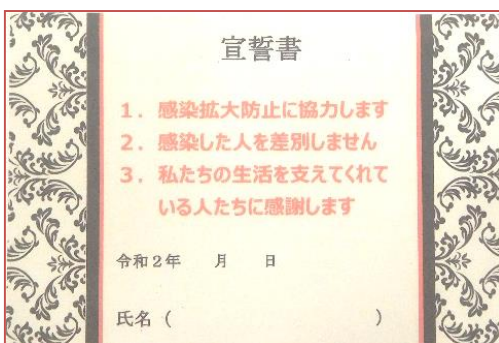 宣誓書
1. 感染拡大防止に協力します
2. 感染した人を差別しません
3. 私たちの生活を支えてくれて
いる人たちに感謝します
令和2年　月　日
氏名（　　　　　　　　）